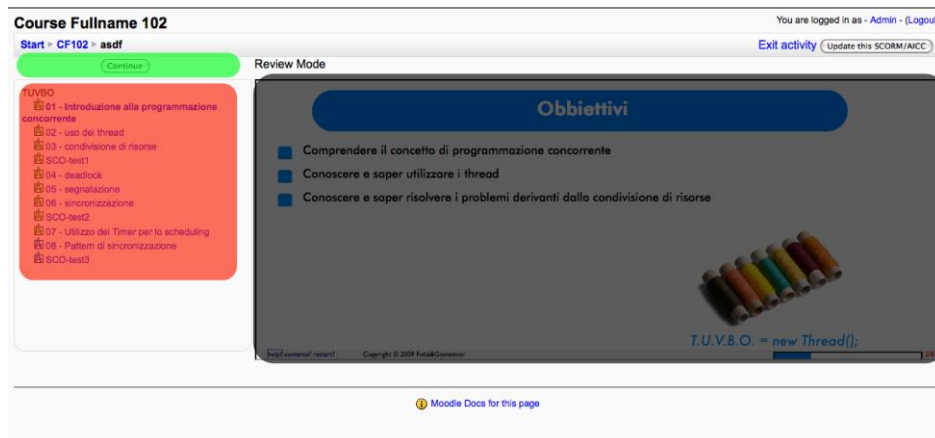 Course Fullname 102
You are logged in as - Admin - (Logout
Start ► CF102 ► asdf
Exit activity
Update this SCORM/AICC
Continue
Review Mode
TUVBO
01 - Introduzione alla programmazione
concorrente
02 - uso dei thread
03 - condivisione di risorse
SCO-test1
04 - deadlock
05 - segnalazione
06 - sincronizzazione
SCO-test2
07 - Utilizzo dei Timer per lo scheduling
08 - Pattern di sincronizzazione
SCO-test3
Obbiettivi
Comprendere il concetto di programmazione concorrente
Conoscere e saper utilizzare i thread
Conoscere e saper risolvere i problemi derivanti dalla condivisione di risorse
T.U.V.B.O. = new Thread();
help! contents! restart!
Copyright © 2009
Moodle Docs for this page